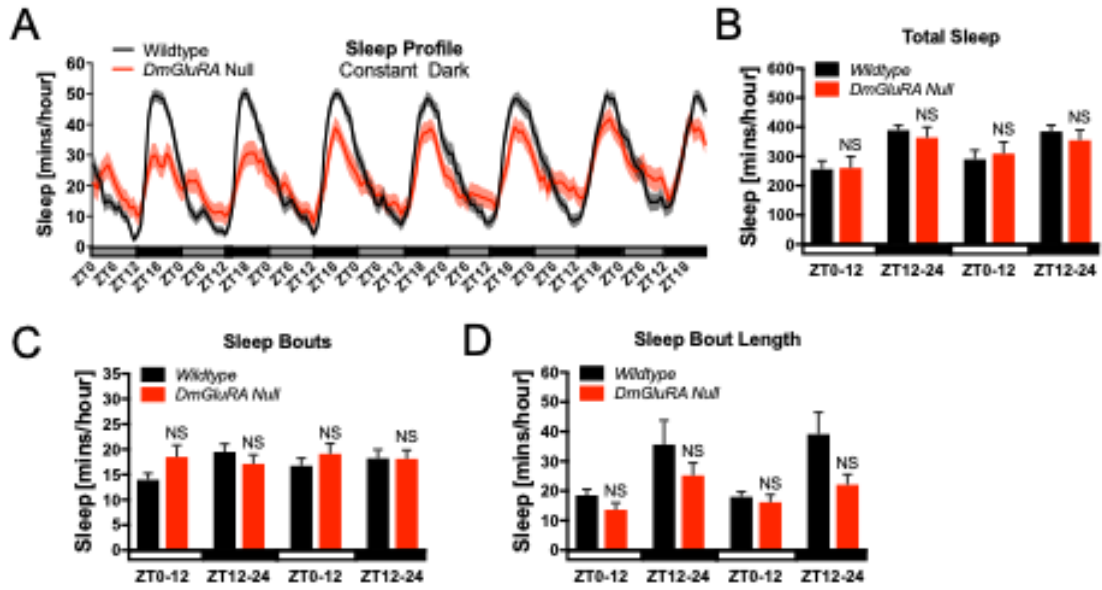 A
Wildtype
DmGluRA Null
Sleep Profile
Constant Dark
Sleep [mins/hour]
60
50
40
30
20
10
0
ZT0 ZT6 ZT12 ZT16 ZT0 ZT6 ZT12 ZT18 ZT0 ZT6 ZT12 ZT16 ZT0 ZT6 ZT12 ZT16 ZT0 ZT6 ZT12 ZT16 ZT0 ZT6 ZT12 ZT18 ZT0 ZT6 ZT12 ZT16
B
Total Sleep
Wildtype
DmGluRA Null
Sleep [mins/hour]
600
500
400
300
200
100
0
NS NS NS NS
ZT0-12 ZT12-24 ZT0-12 ZT12-24
C
Sleep Bouts
Wildtype
DmGluRA Null
Sleep [mins/hour]
35
30
25
20
15
10
5
0
NS NS NS NS
ZT0-12 ZT12-24 ZT0-12 ZT12-24
D
Sleep Bout Length
Wildtype
DmGluRA Null
Sleep [mins/hour]
60
50
40
30
20
10
0
NS NS NS NS
ZT0-12 ZT12-24 ZT0-12 ZT12-24